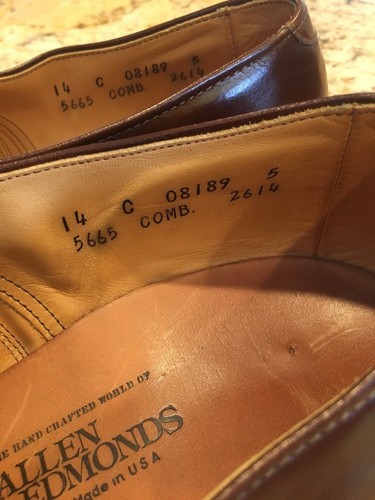 14 C 08189 5
5665 COMB. 2614
14 C 08189 5
5665 COMB. 2614
HAND CRAFTED WORLD OF
ALLEN
EDMONDS
Made in USA